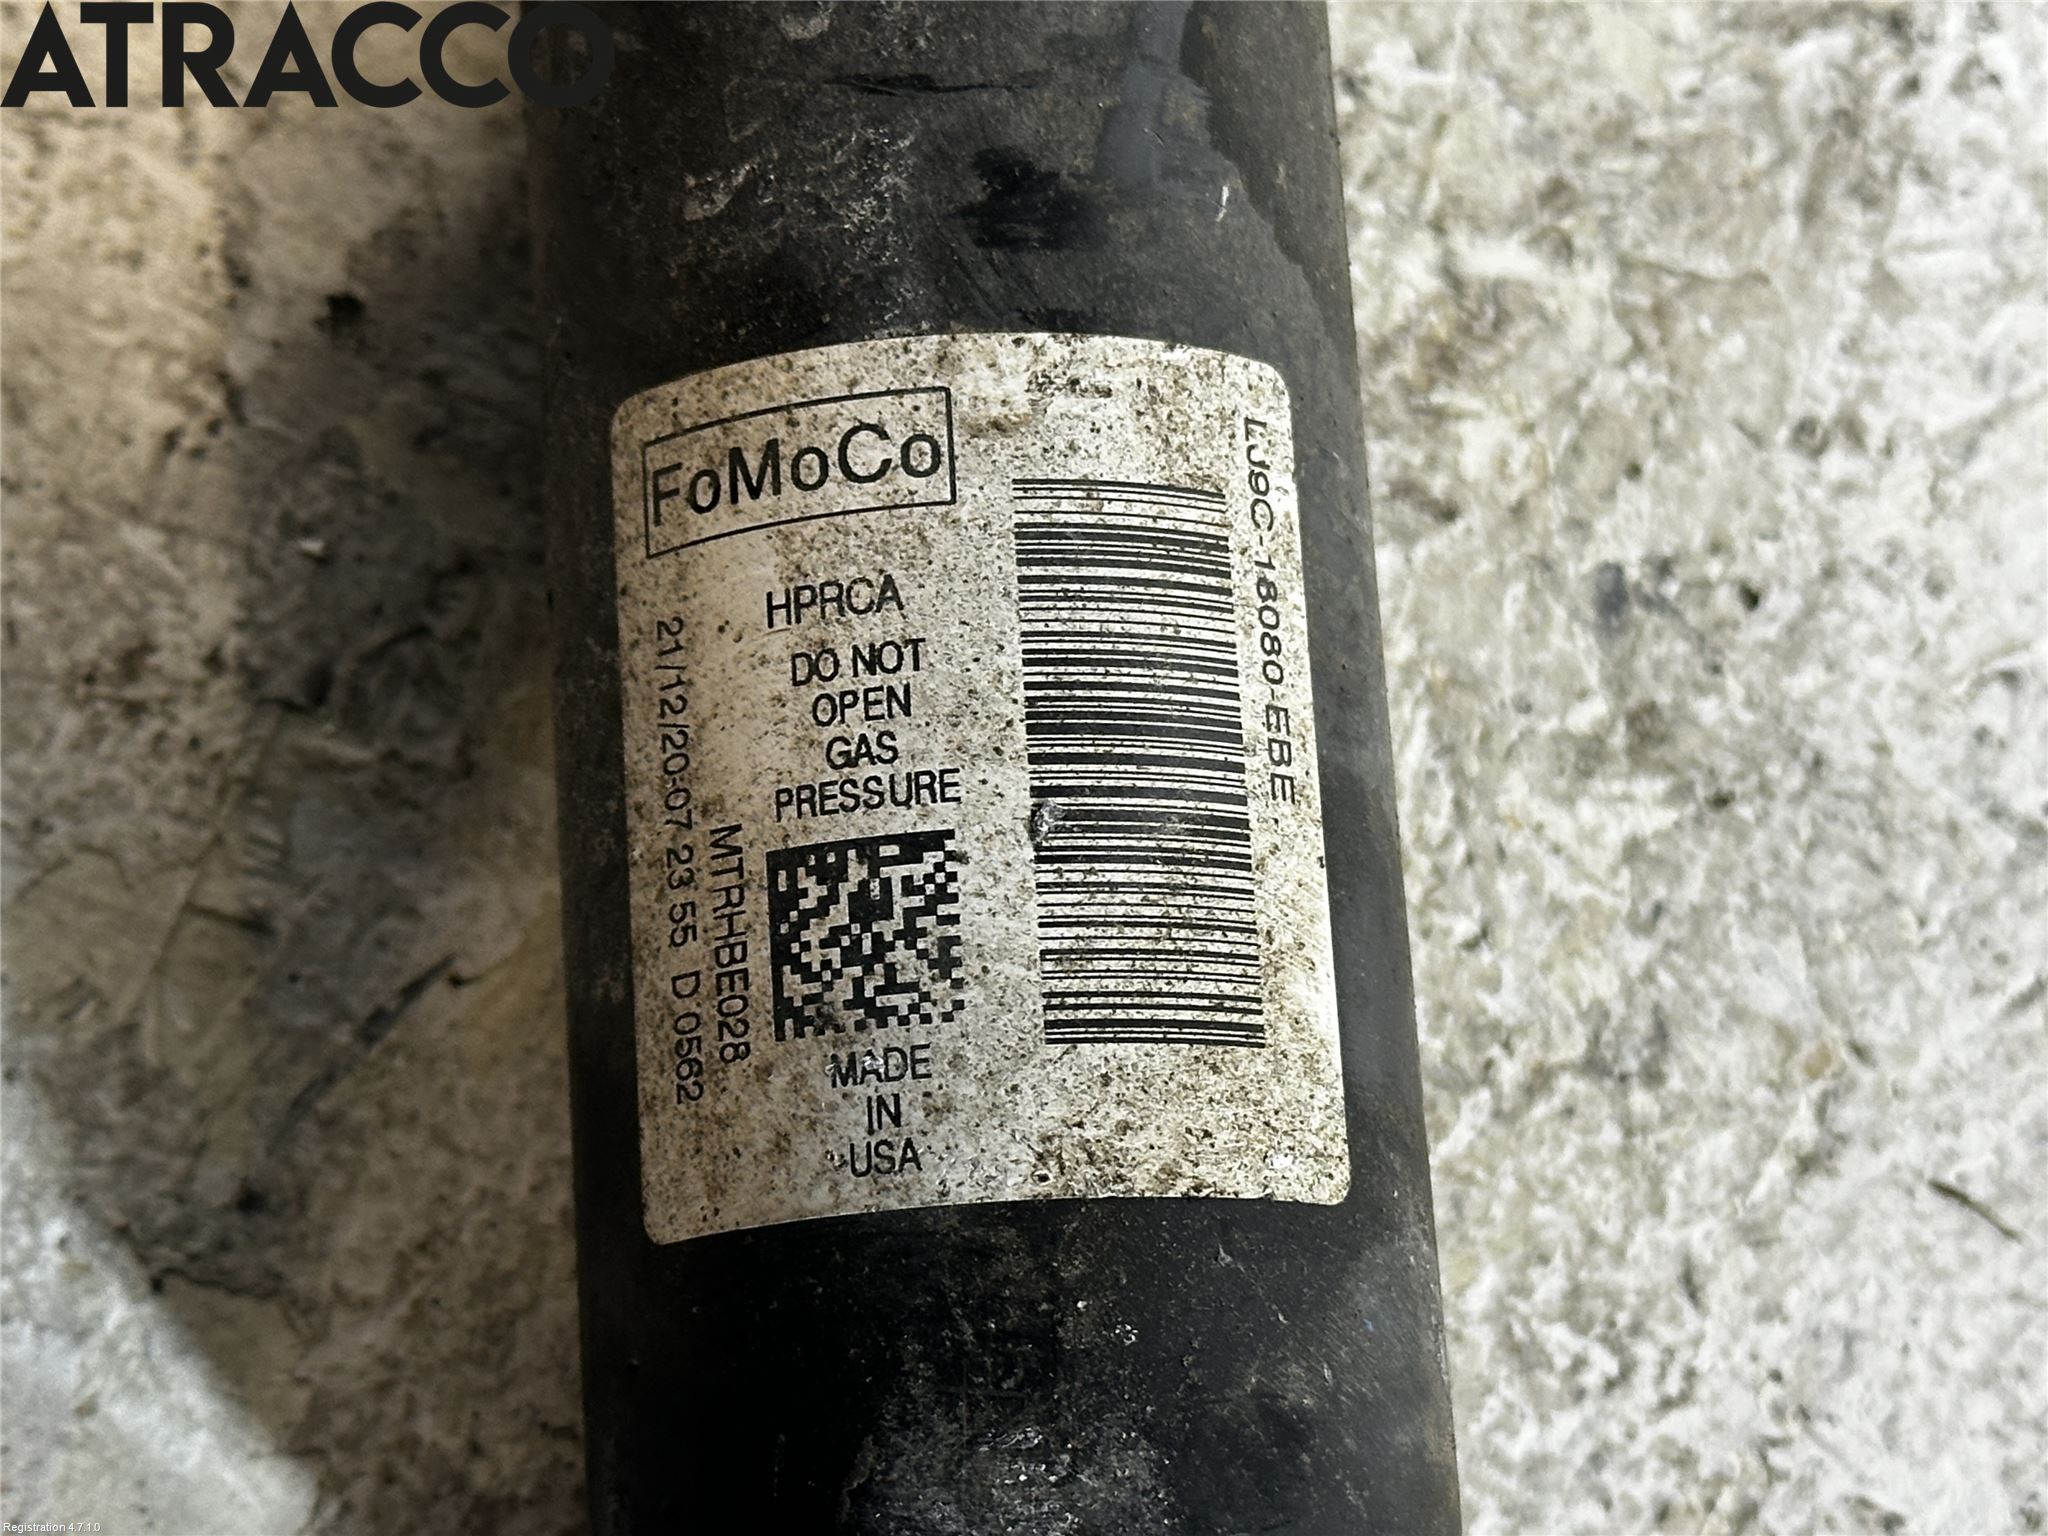 ATRACCO
FoMoCo
HPRCA
DO NOT
OPEN
GAS
PRESSURE
MADE
IN
USA
LJ9C-18080-EBE
MTRHBE028
21/12/20:07 23 55 D 0562
Registration 4.7.1.0